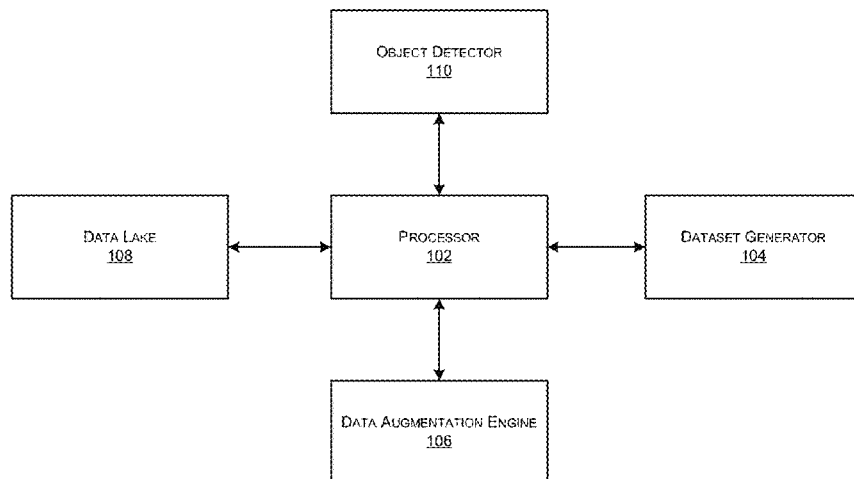 OBJECT DETECTOR
110
DATA LAKE
108
PROCESSOR
102
DATASET GENERATOR
104
DATA AUGMENTATION ENGINE
106